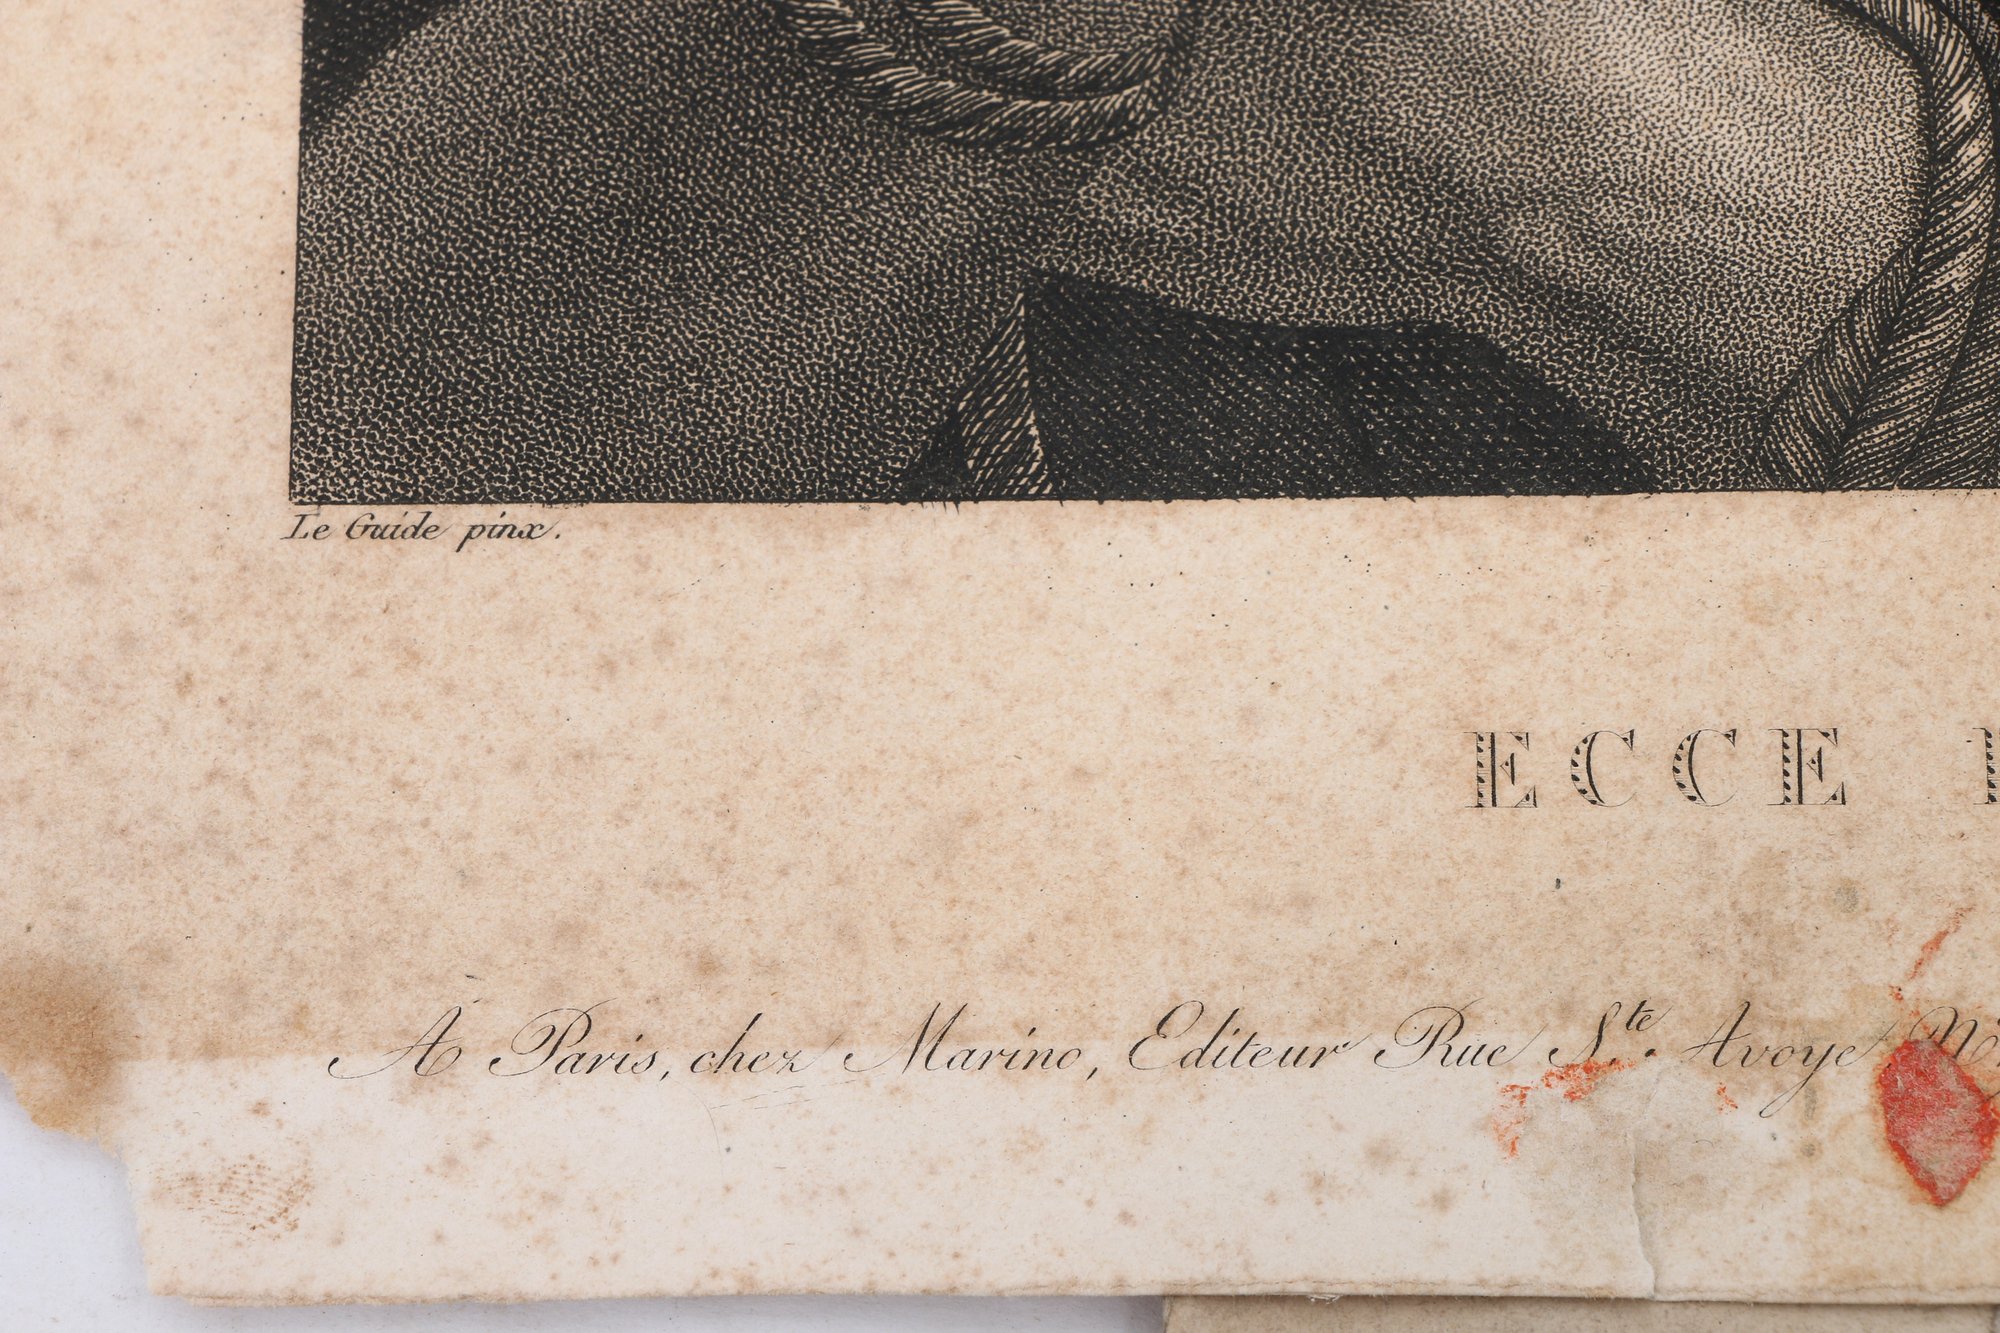 Le Guide pinx.
ECCE
A Paris, chez Marino, Editeur Rue Ste. Avoye